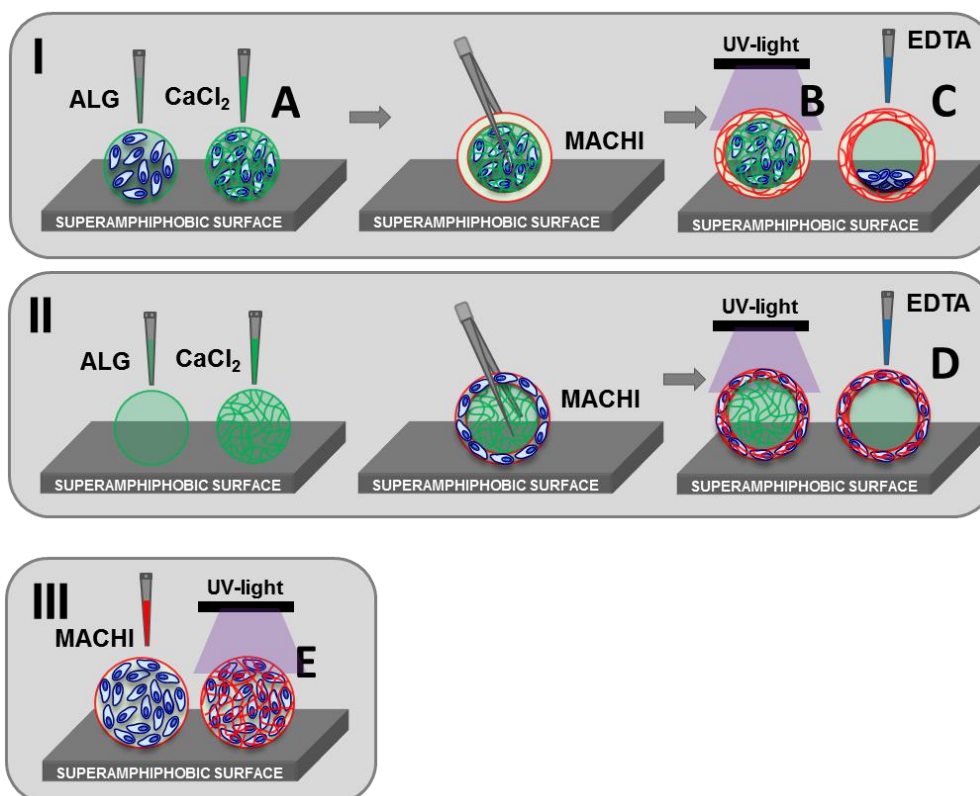 I
ALG
CaCl₂
A
SUPERAMPHIPHOBIC SURFACE
MACHI
SUPERAMPHIPHOBIC SURFACE
UV-light
B
EDTA
C
SUPERAMPHIPHOBIC SURFACE
II
ALG
CaCl₂
SUPERAMPHIPHOBIC SURFACE
MACHI
SUPERAMPHIPHOBIC SURFACE
UV-light
EDTA
D
SUPERAMPHIPHOBIC SURFACE
III
MACHI
UV-light
E
SUPERAMPHIPHOBIC SURFACE